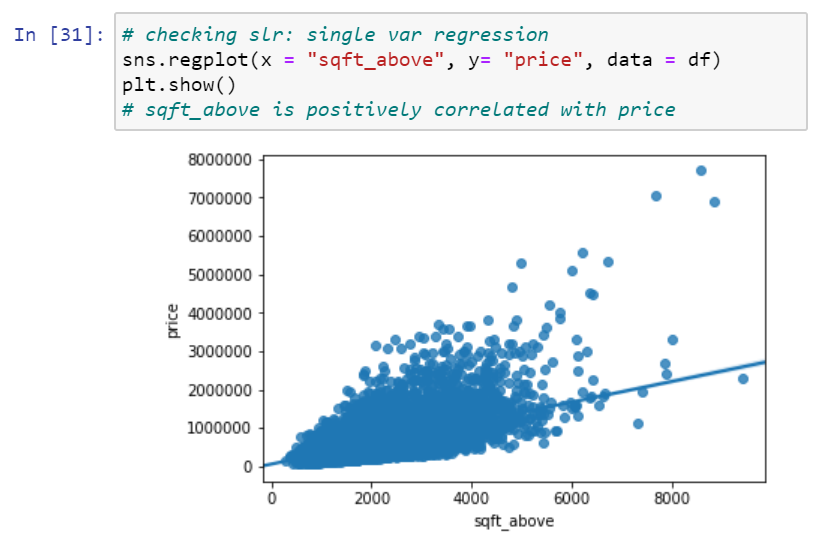 In [31]:
# checking slr: single var regression
sns.regplot(x = "sqft_above", y= "price", data = df)
plt.show()
# sqft_above is positively correlated with price
8000000
7000000
6000000
5000000
4000000
3000000
2000000
1000000
0
price
0 2000 4000 6000 8000
sqft_above